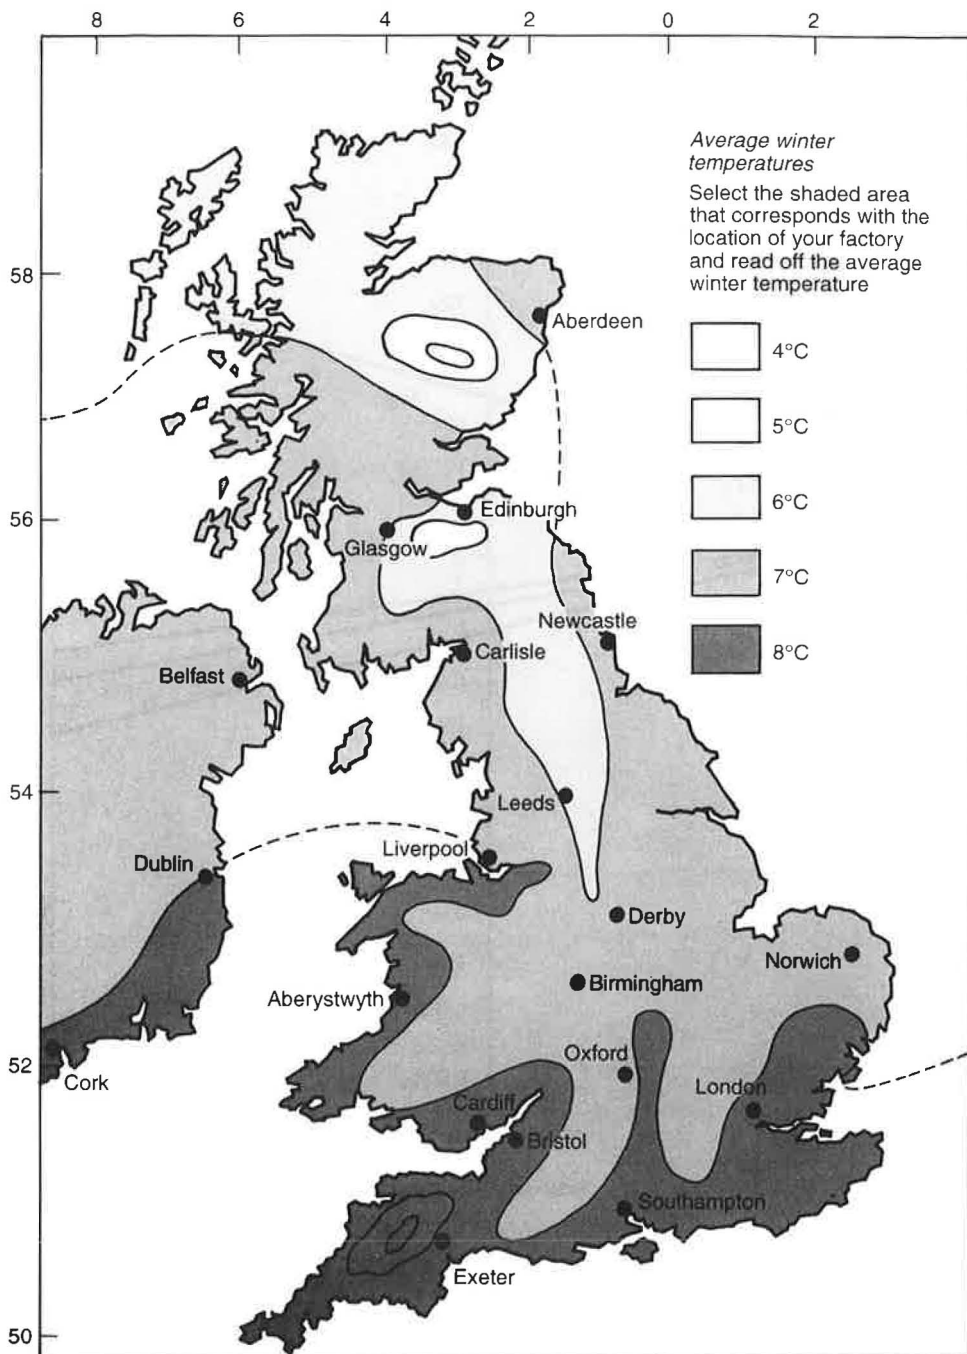 8 6 4 2 0 2
Average winter
temperatures
Select the shaded area
that corresponds with the
location of your factory
and read off the average
winter temperature
58
Aberdeen
4°C
5°C
6°C
56
Edinburgh
Glasgow
7°C
Newcastle
Carlisle
8°C
Belfast
54
Leeds
Liverpool
Dublin
Derby
Norwich
Birmingham
Aberystwyth
52
Oxford
Cork
London
Cardiff
Bristol
Southampton
Exeter
50